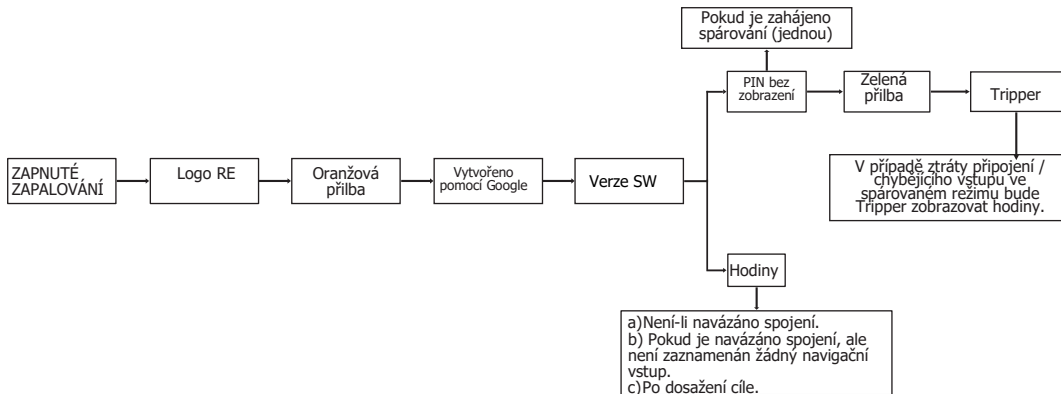 Pokud je zahájeno
spárování (jednou)
PIN bez
zobrazení
Zelená
přilba
Tripper
ZAPNUTÉ
ZAPALOVÁNÍ
Logo RE
Oranžová
přilba
Vytvořeno
pomocí Google
Verze SW
V případě ztráty připojení /
chybějícího vstupu ve
spárovaném režimu bude
Tripper zobrazovat hodiny.
Hodiny
a)Není-li navázáno spojení.
b) Pokud je navázáno spojení, ale
není zaznamenán žádný navigační
vstup.
c)Po dosažení cíle.